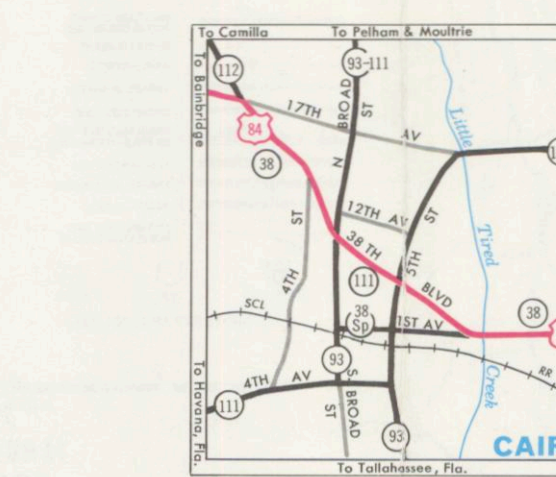 To Camilla
To Pelham & Moultrie
To Bainbridge
112
93-111
17TH AV
N BROAD ST
Little
84
38
12TH AV
4TH ST
5TH ST
38 TH BLVD
Tired
111
SCL
38
Sp
1ST AV
38
93
RR
Creek
4TH AV
S BROAD ST
111
93
To Havana, Fla.
CAIR
To Tallahassee, Fla.